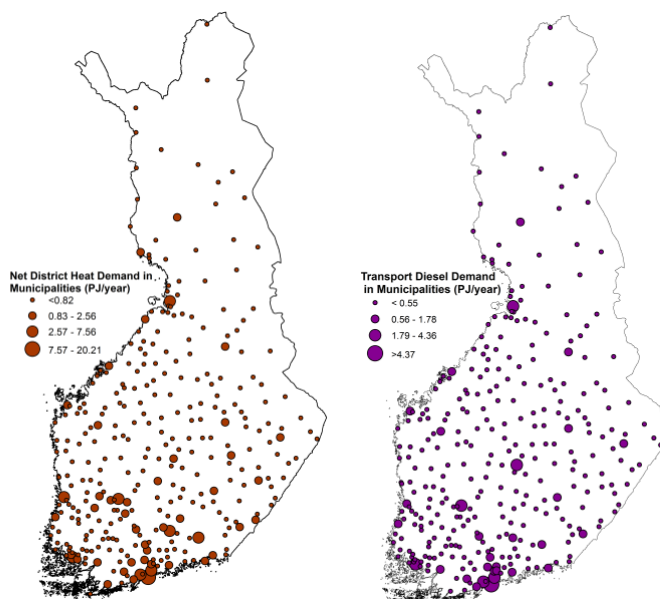 Net District Heat Demand in
Municipalities (PJ/year)
<0.82
0.83 - 2.56
2.57 - 7.56
7.57 - 20.21
Transport Diesel Demand
in Municipalities (PJ/year)
< 0.55
0.56 - 1.78
1.79 - 4.36
>4.37